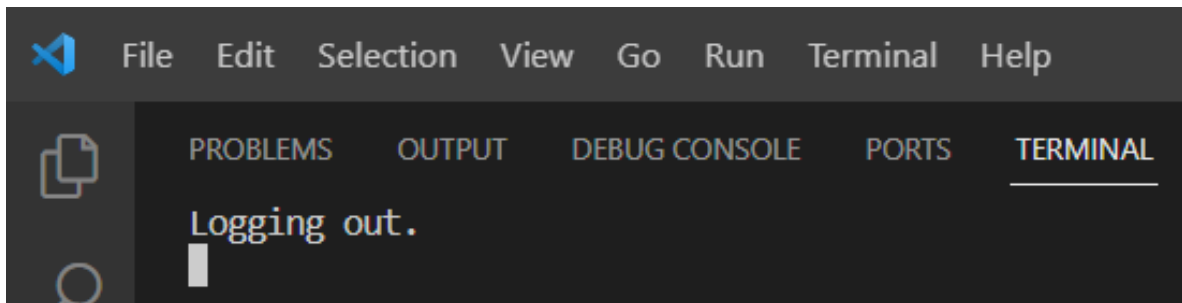 File Edit Selection View Go Run Terminal Help
PROBLEMS OUTPUT DEBUG CONSOLE PORTS TERMINAL
Logging out.